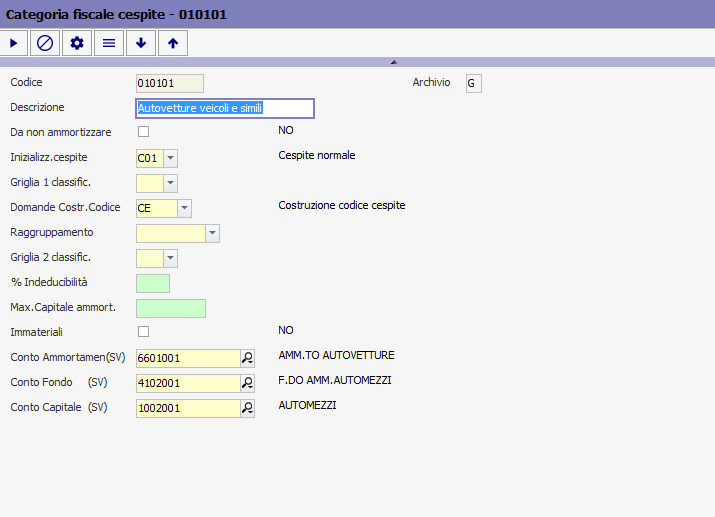 Categoria fiscale cespite - 010101
Codice 010101 Archivio G
Descrizione Autovetture veicoli e simili
Da non ammortizzare NO
Inizializz.cespite C01 Cespite normale
Griglia 1 classific.
Domande Costr.Codice CE Costruzione codice cespite
Raggruppamento
Griglia 2 classific.
% Indeducibilità
Max.Capitale ammort.
Immateriali NO
Conto Ammortamen(SV) 6601001 AMM.TO AUTOVETTURE
Conto Fondo (SV) 4102001 F.DO AMM.AUTOMEZZI
Conto Capitale (SV) 1002001 AUTOMEZZI